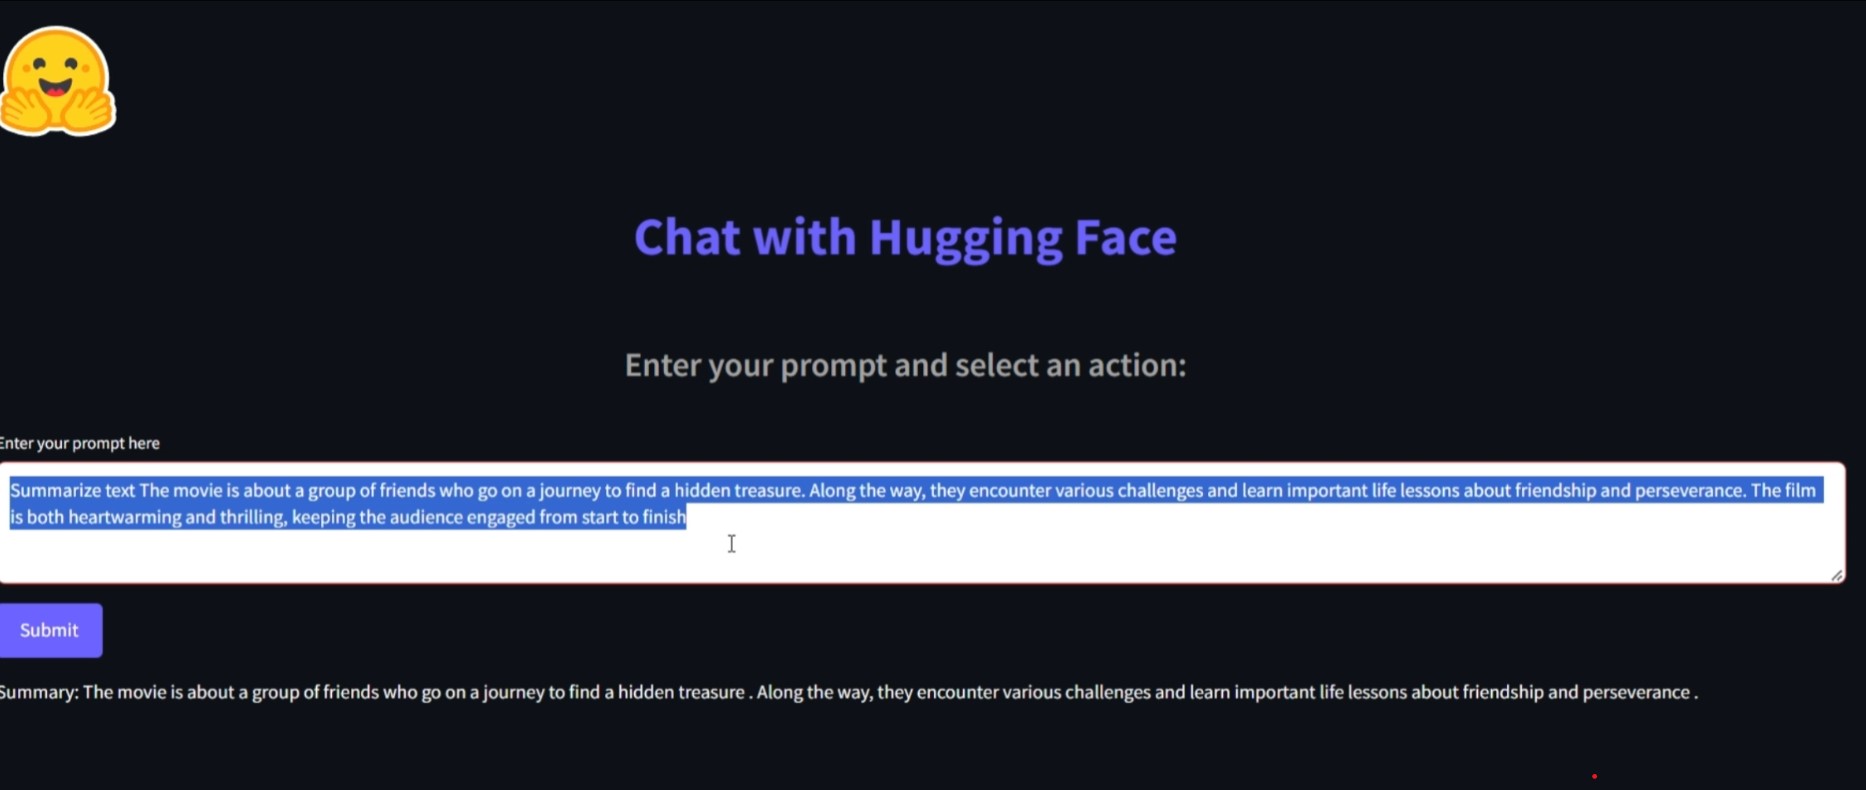 Chat with Hugging Face
Enter your prompt and select an action:
Enter your prompt here
Summarize text The movie is about a group of friends who go on a journey to find a hidden treasure. Along the way, they encounter various challenges and learn important life lessons about friendship and perseverance. The film
is both heartwarming and thrilling, keeping the audience engaged from start to finish
Submit
Summary: The movie is about a group of friends who go on a journey to find a hidden treasure . Along the way, they encounter various challenges and learn important life lessons about friendship and perseverance .